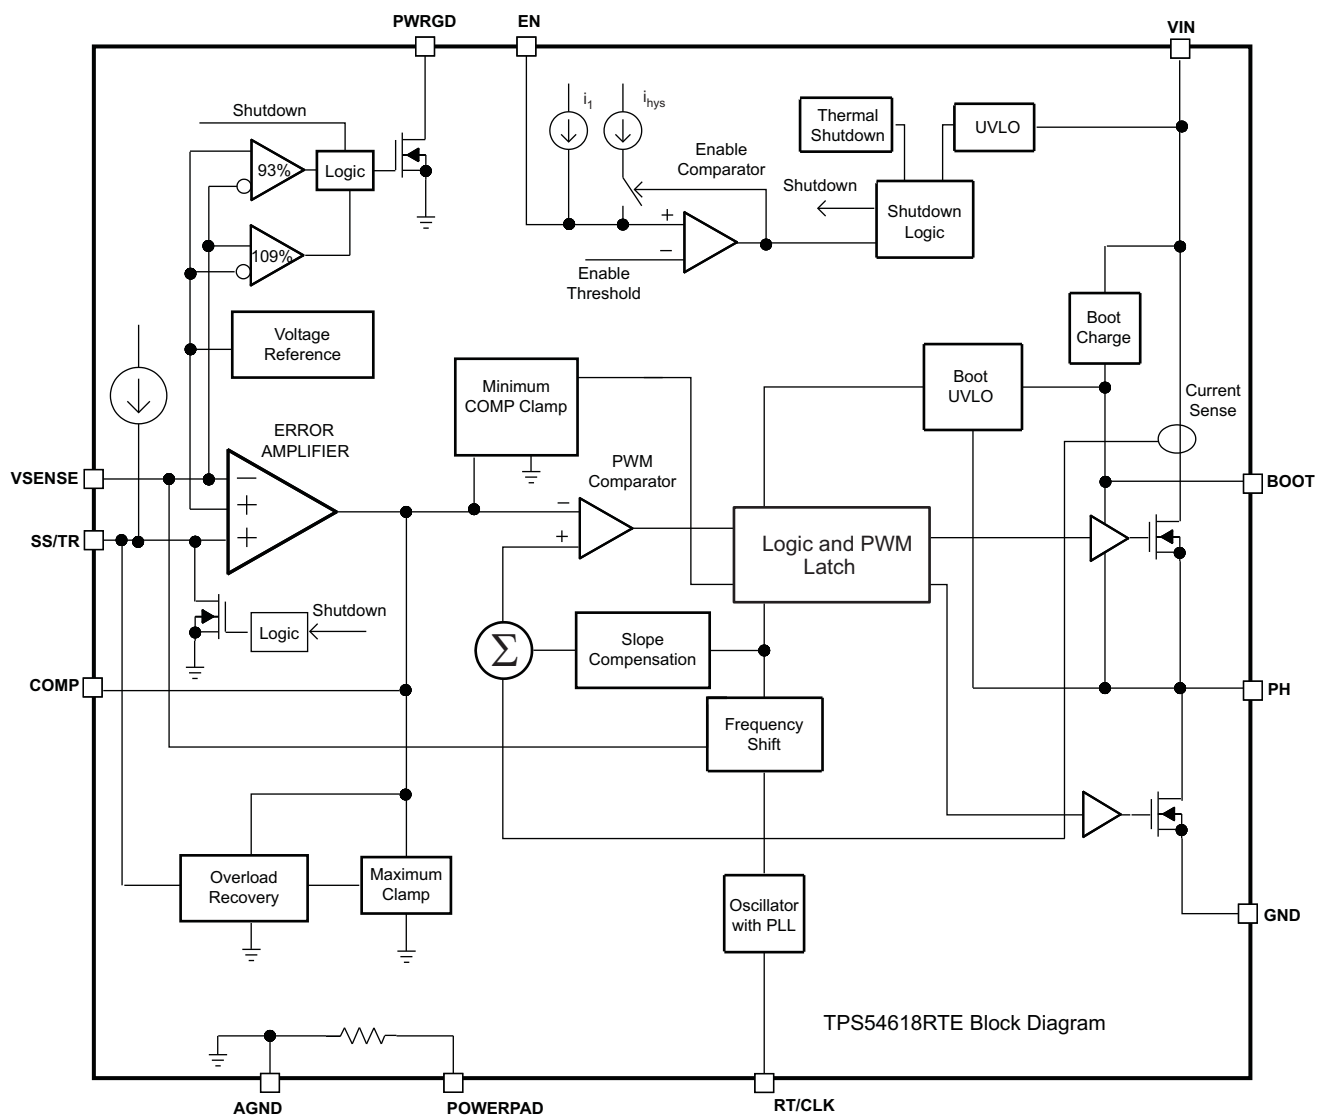 PWRGD
EN
VIN
Shutdown
i1
ihys
Thermal
Shutdown
UVLO
93%
Logic
Enable
Comparator
Shutdown
+
Shutdown
Logic
−
109%
Enable
Threshold
Voltage
Reference
Boot
Charge
Minimum
COMP Clamp
Boot
UVLO
Current
Sense
ERROR
AMPLIFIER
PWM
Comparator
VSENSE
−
+
+
−
+
BOOT
SS/TR
Logic and PWM
Latch
Logic
Shutdown
Σ
Slope
Compensation
COMP
PH
Frequency
Shift
Overload
Recovery
Maximum
Clamp
Oscillator
with PLL
GND
TPS54618RTE Block Diagram
AGND
POWERPAD
RT/CLK